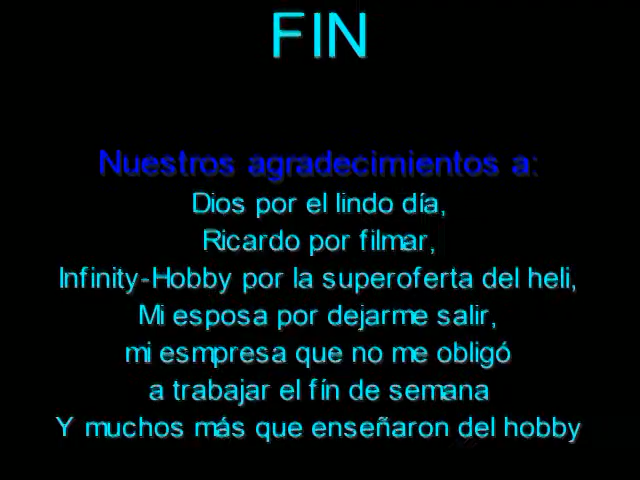 FIN
Nuestros agradecimientos a:
Dios por el lindo día,
Ricardo por filmar,
Infinity-Hobby por la superoferta del heli,
Mi esposa por dejarme salir,
mi esmpresa que no me obligó
a trabajar el fín de semana
Y muchos más que enseñaron del hobby